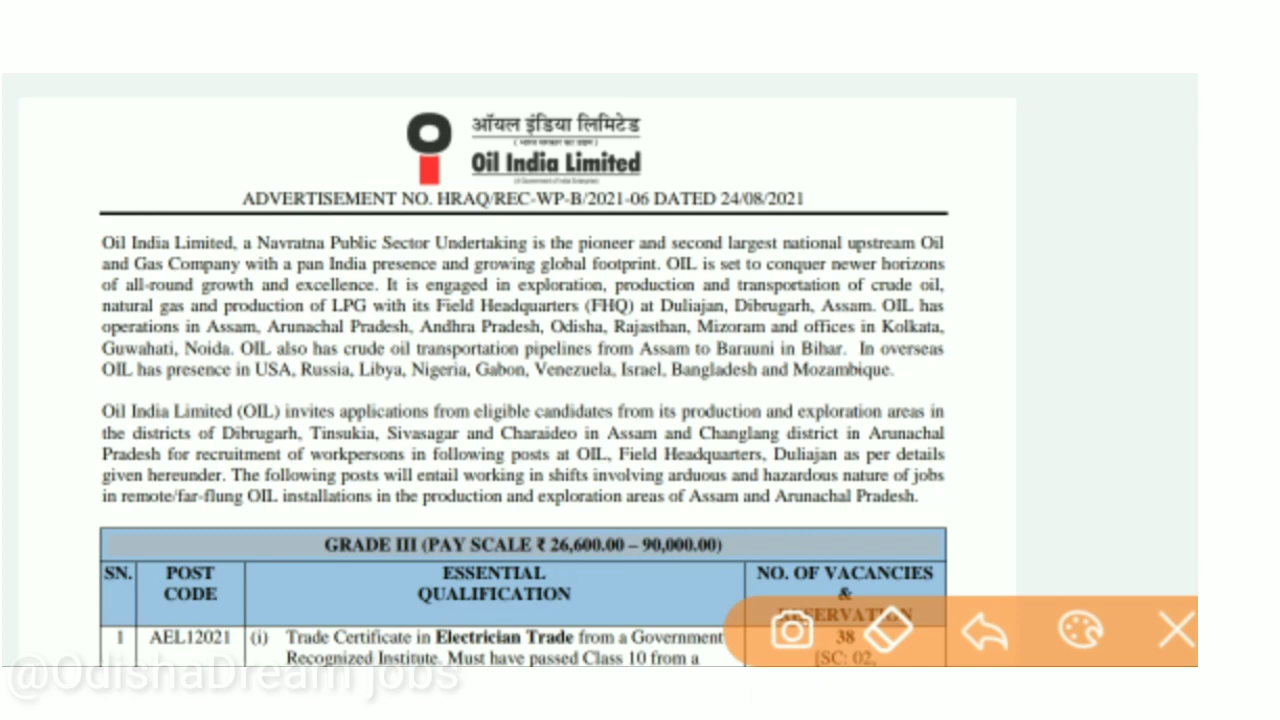 ऑयल इंडिया लिमिटेड
Oil India Limited
ADVERTISEMENT NO. HRAQ/REC-WP-B/2021-06 DATED 24/08/2021
Oil India Limited, a Navratna Public Sector Undertaking is the pioneer and second largest national upstream Oil
and Gas Company with a pan India presence and growing global footprint. OIL is set to conquer newer horizons
of all-round growth and excellence. It is engaged in exploration, production and transportation of crude oil,
natural gas and production of LPG with its Field Headquarters (FHQ) at Duliajan, Dibrugarh, Assam. OIL has
operations in Assam, Arunachal Pradesh, Andhra Pradesh, Odisha, Rajasthan, Mizoram and offices in Kolkata,
Guwahati, Noida. OIL also has crude oil transportation pipelines from Assam to Barauni in Bihar. In overseas
OIL has presence in USA, Russia, Libya, Nigeria, Gabon, Venezuela, Israel, Bangladesh and Mozambique.
Oil India Limited (OIL) invites applications from eligible candidates from its production and exploration areas in
the districts of Dibrugarh, Tinsukia, Sivasagar and Charaideo in Assam and Changlang district in Arunachal
Pradesh for recruitment of workpersons in following posts at OIL, Field Headquarters, Duliajan as per details
given hereunder. The following posts will entail working in shifts involving arduous and hazardous nature of jobs
in remote/far-flung OIL installations in the production and exploration areas of Assam and Arunachal Pradesh.
GRADE III (PAY SCALE ₹ 26,600.00 – 90,000.00)
SN. POST ESSENTIAL NO. OF VACANCIES
CODE QUALIFICATION &
RESERVATION
1 AEL12021 (i) Trade Certificate in Electrician Trade from a Government 38
Recognized Institute. Must have passed Class 10 from a [SC: 02,
@OdishaDream jobs